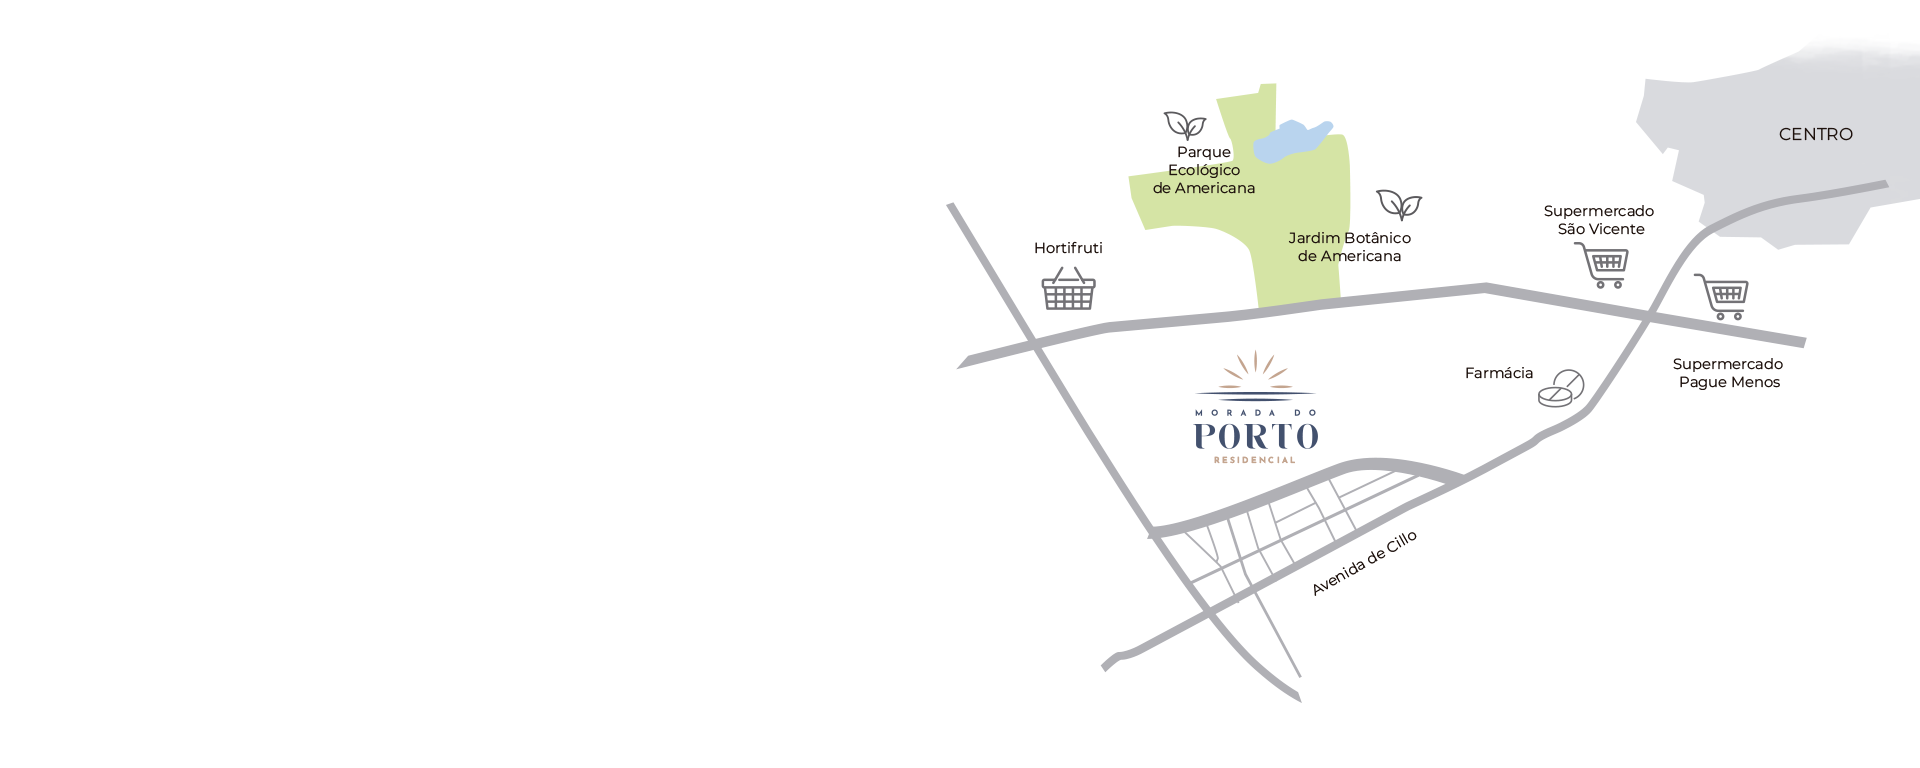 CENTRO
Parque
Ecológico
de Americana
Jardim Botânico
de Americana
Supermercado
São Vicente
Hortifruti
Supermercado
Pague Menos
Farmácia
MORADA DO
PORTO
RESIDENCIAL
Avenida de Cillo